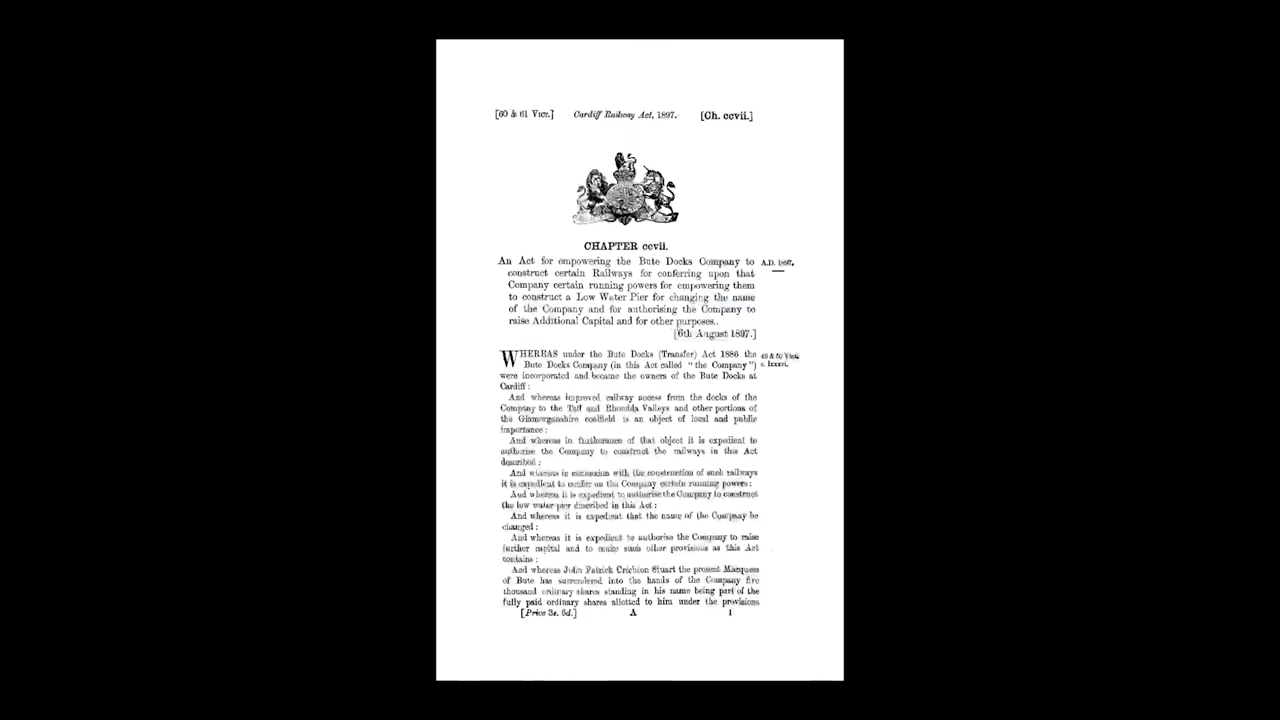 [60 & 61 VICT.] Cardiff Railway Act, 1897. [Ch. ccvii.]
CHAPTER ccvii.
An Act for empowering the Bute Docks Company to
construct certain Railways for conferring upon that
Company certain running powers for empowering them
to construct a Low Water Pier for changing the name
of the Company and for authorising the Company to
raise Additional Capital and for other purposes.
[6th August 1897.]
A.D. 1897.
WHEREAS under the Bute Docks (Transfer) Act 1886 the
Bute Docks Company (in this Act called "the Company")
were incorporated and became the owners of the Bute Docks at
Cardiff:
49 & 50 Vict.
c. lxxxvi.
And whereas improved railway access from the docks of the
Company to the Taff and Rhondda Valleys and other portions of
the Glamorganshire coalfield is an object of local and public
importance:
And whereas in furtherance of that object it is expedient to
authorise the Company to construct the railways in this Act
described:
And whereas in connexion with the construction of such railways
it is expedient to confer on the Company certain running powers:
And whereas it is expedient to authorise the Company to construct
the low water pier described in this Act:
And whereas it is expedient that the name of the Company be
changed:
And whereas it is expedient to authorise the Company to raise
further capital and to make such other provisions as this Act
contains:
And whereas John Patrick Crichton Stuart the present Marquess
of Bute has surrendered into the hands of the Company five
thousand ordinary shares standing in his name being part of the
fully paid ordinary shares allotted to him under the provisions
[Price 3s. 6d.] A 1